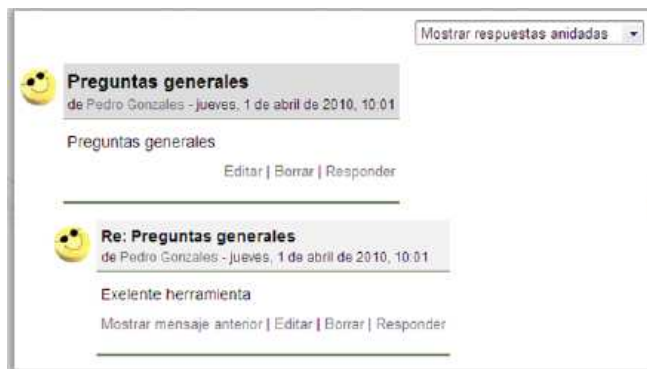 Mostrar respuestas anidadas
Preguntas generales
de Pedro Gonzales - jueves, 1 de abril de 2010, 10:01
Preguntas generales
Editar | Borrar | Responder
Re: Preguntas generales
de Pedro Gonzales - jueves, 1 de abril de 2010, 10:01
Exelente herramienta
Mostrar mensaje anterior | Editar | Borrar | Responder